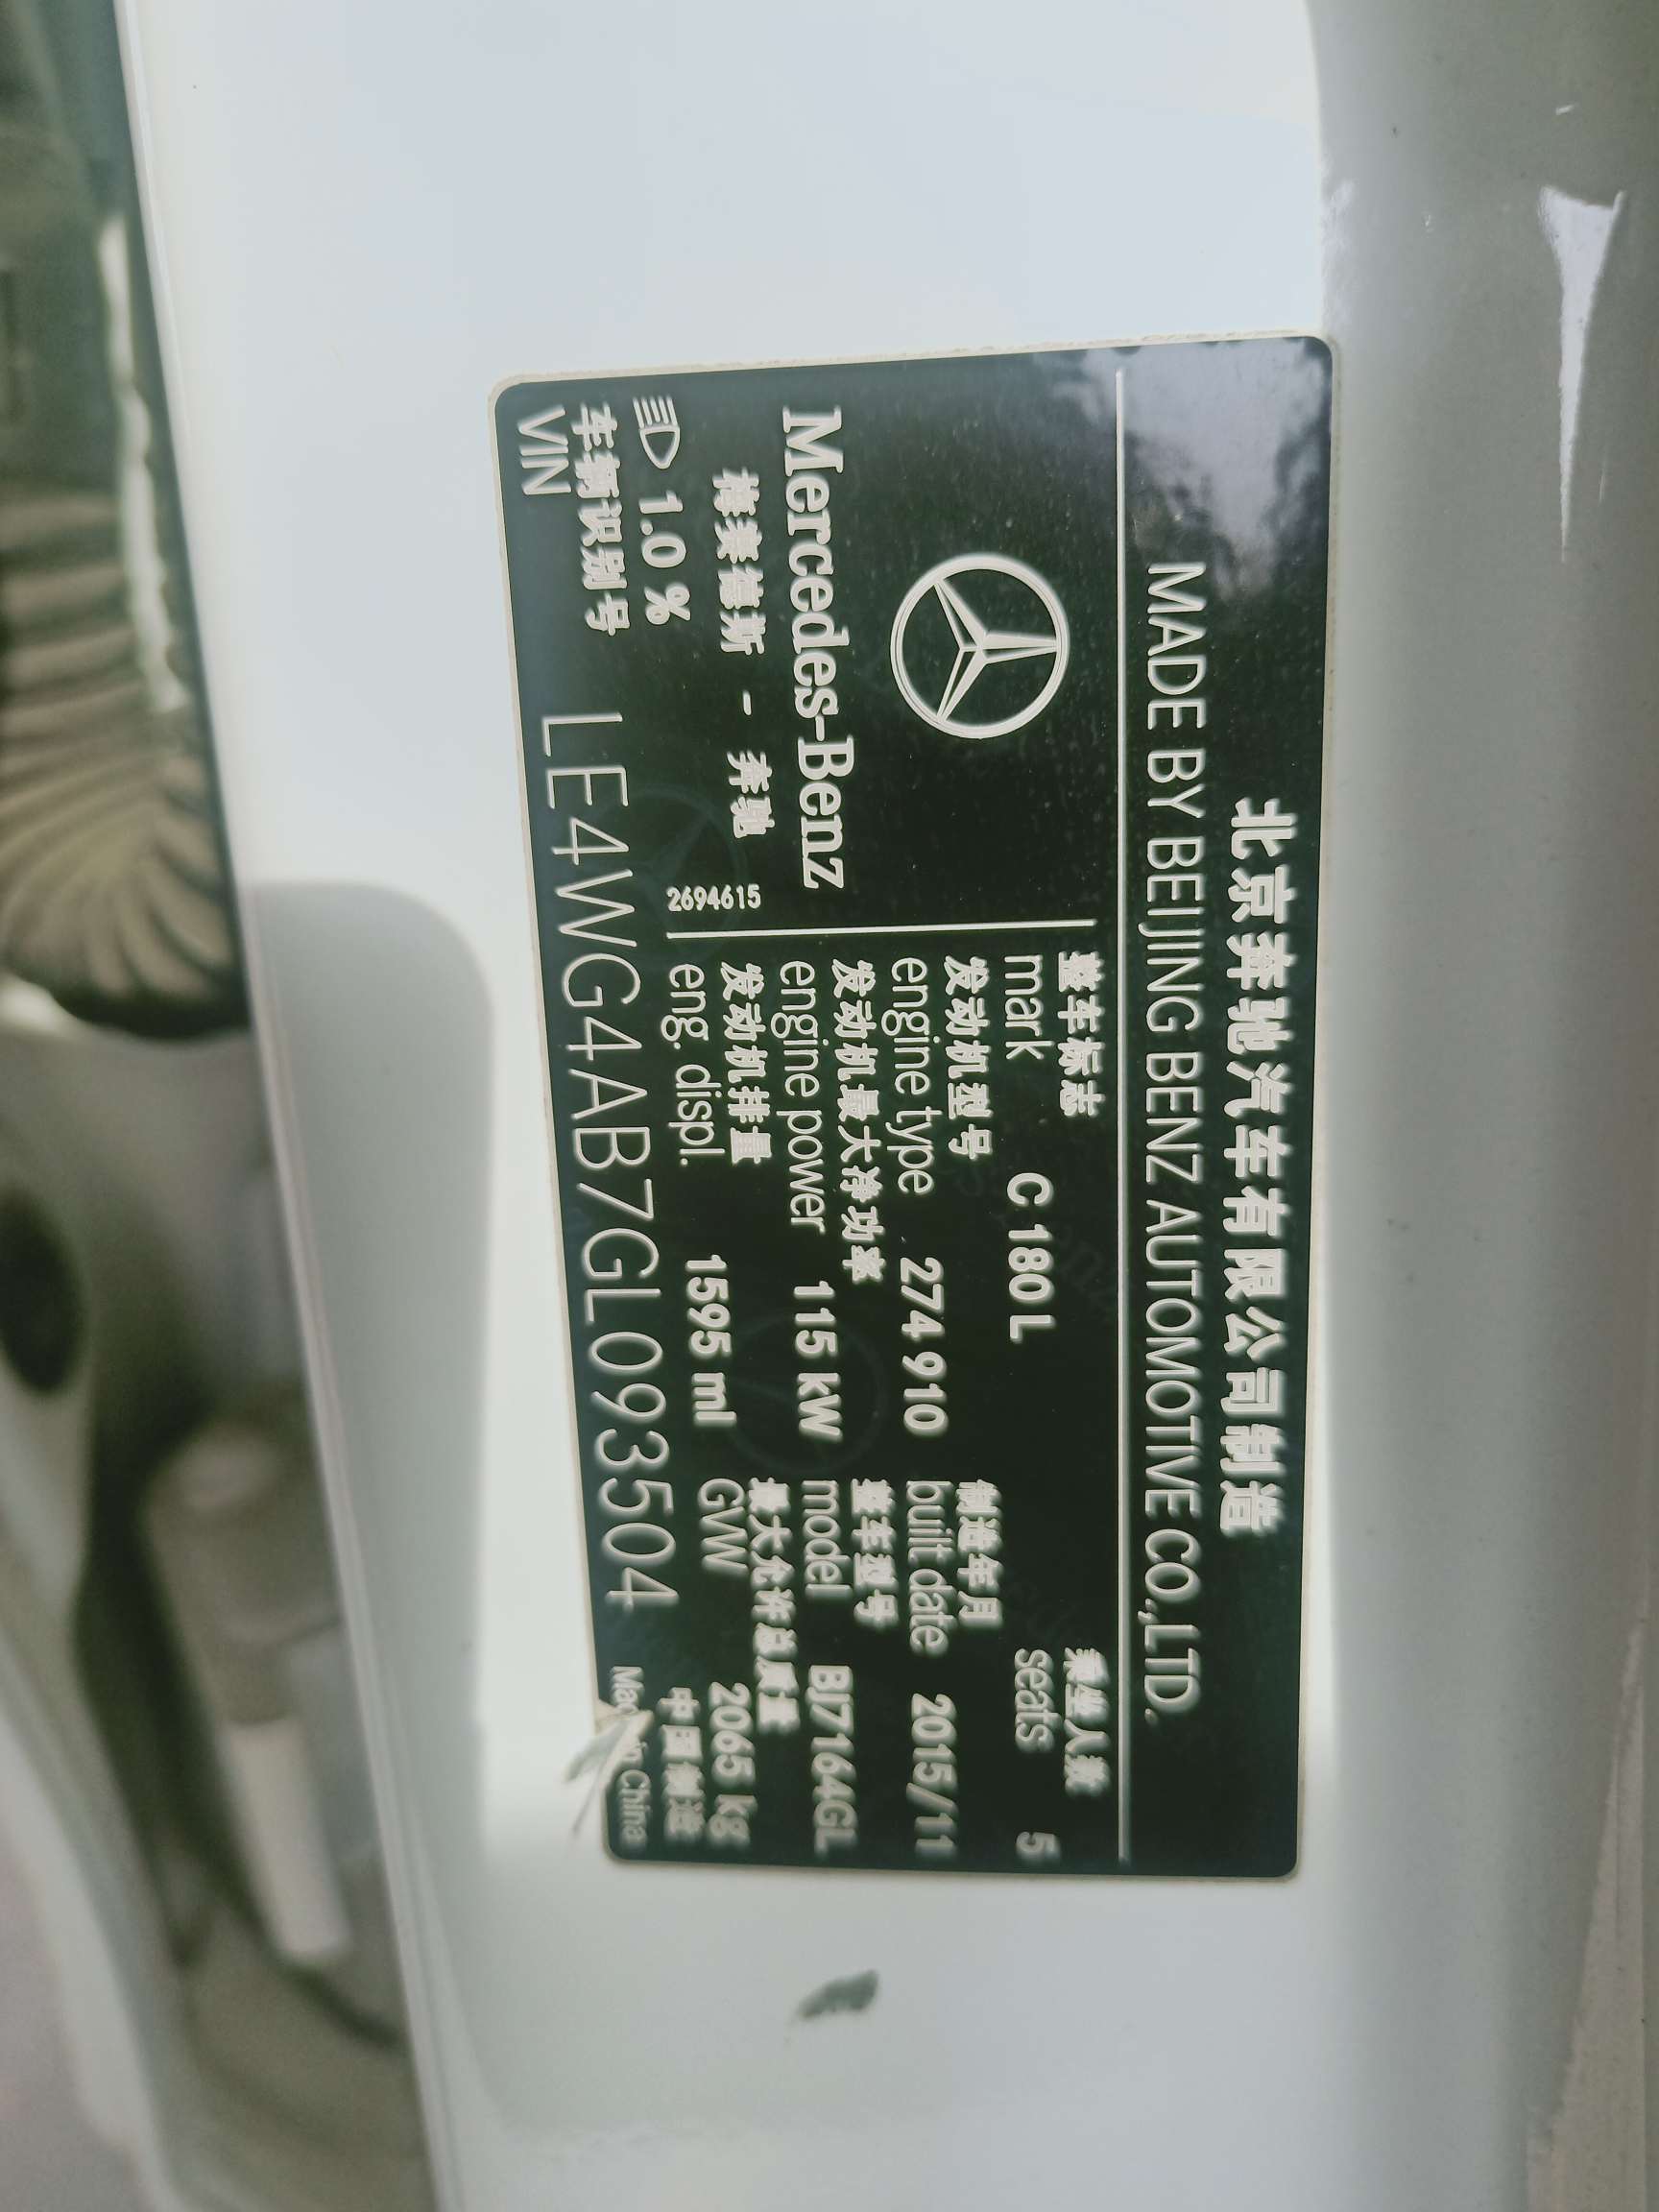 北京奔驰汽车有限公司制造
MADE BY BEIJING BENZ AUTOMOTIVE CO.,LTD.
Mercedes-Benz
梅赛德斯 - 奔驰
2694615
整车标志
mark C 180 L
乘坐人数
seats 5
发动机型号
engine type 274 910
制造年月
built date 2015/11
发动机最大净功率
engine power 115 kW
整车型号
model BJ7164GL
发动机排量
eng. displ. 1595 ml
最大允许总质量
GVW 2065 kg
1.0 %
车辆识别号
VIN LE4WG4AB7GL093504
中国制造
Made in China